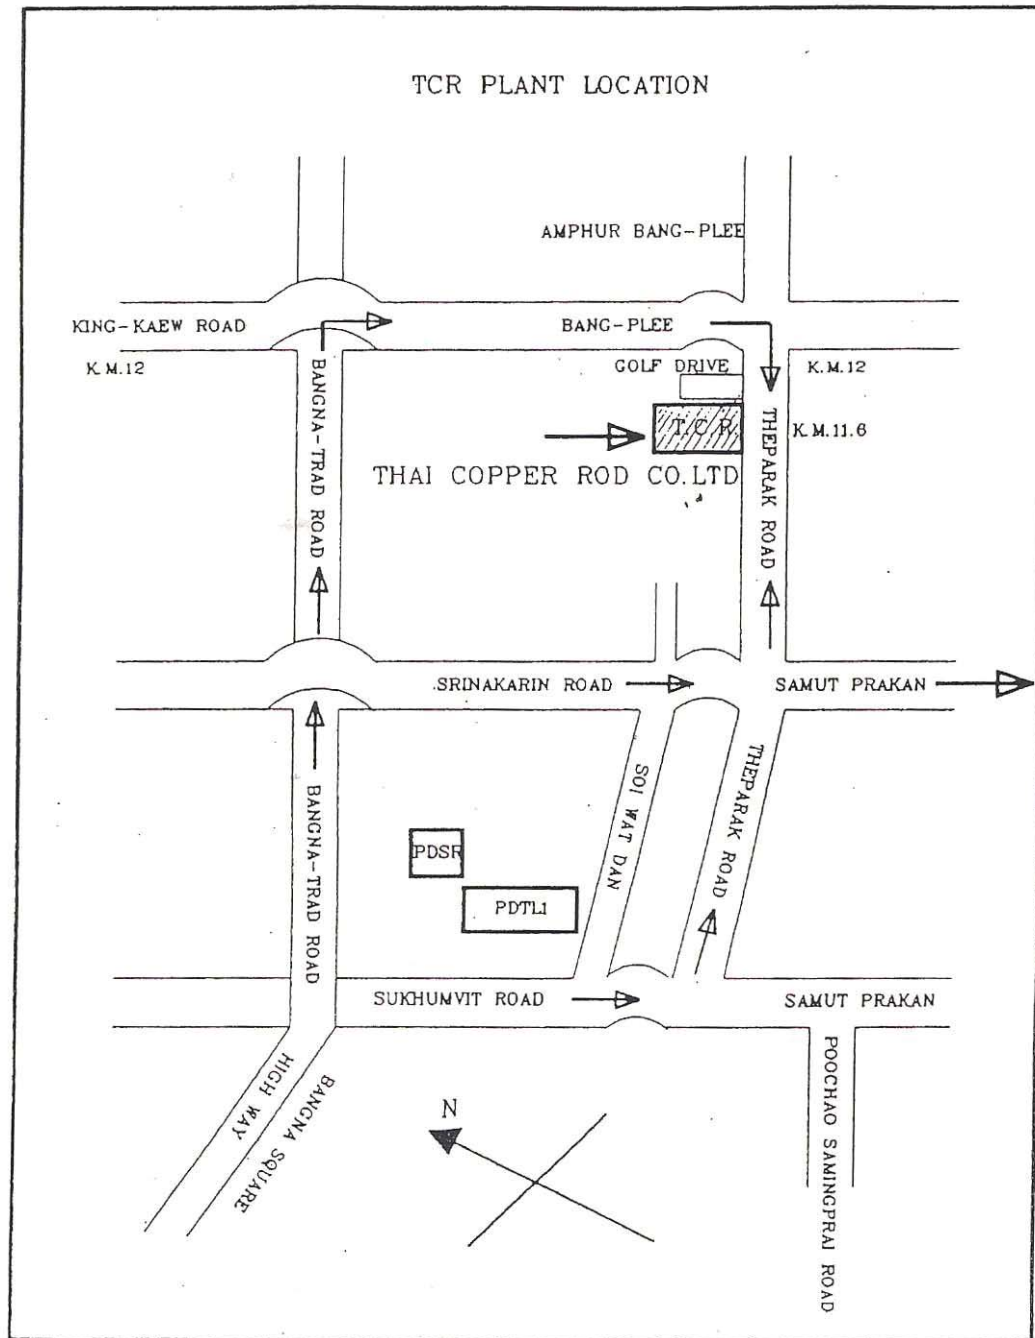 TCR PLANT LOCATION
AMPHUR BANG-PLEE
KING-KAEW ROAD
BANG-PLEE
K.M.12
GOLF DRIVE
K.M.12
T.C.R.
K.M.11.6
THAI COPPER ROD CO.LTD
BANGNA-TRAD ROAD
THEPARAK ROAD
SRINAKARIN ROAD
SAMUT PRAKAN
BANGNA-TRAD ROAD
SOI WAT DAN
THEPARAK ROAD
PDSR
PDTL1
SUKHUMVIT ROAD
SAMUT PRAKAN
HIGH WAY
BANGNA SQUARE
N
POOCHAO SAMINGPRAI ROAD